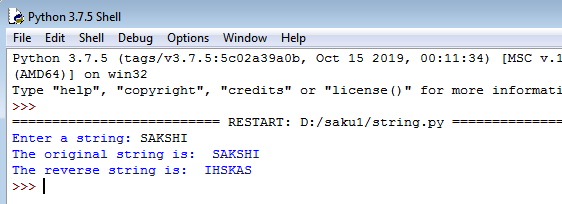 Python 3.7.5 Shell
File Edit Shell Debug Options Window Help
Python 3.7.5 (tags/v3.7.5:5c02a39a0b, Oct 15 2019, 00:11:34) [MSC v.1
(AMD64)] on win32
Type "help", "copyright", "credits" or "license()" for more informati
>>>
========================== RESTART: D:/saku1/string.py ==============
Enter a string: SAKSHI
The original string is:  SAKSHI
The reverse string is:  IHSKAS
>>>